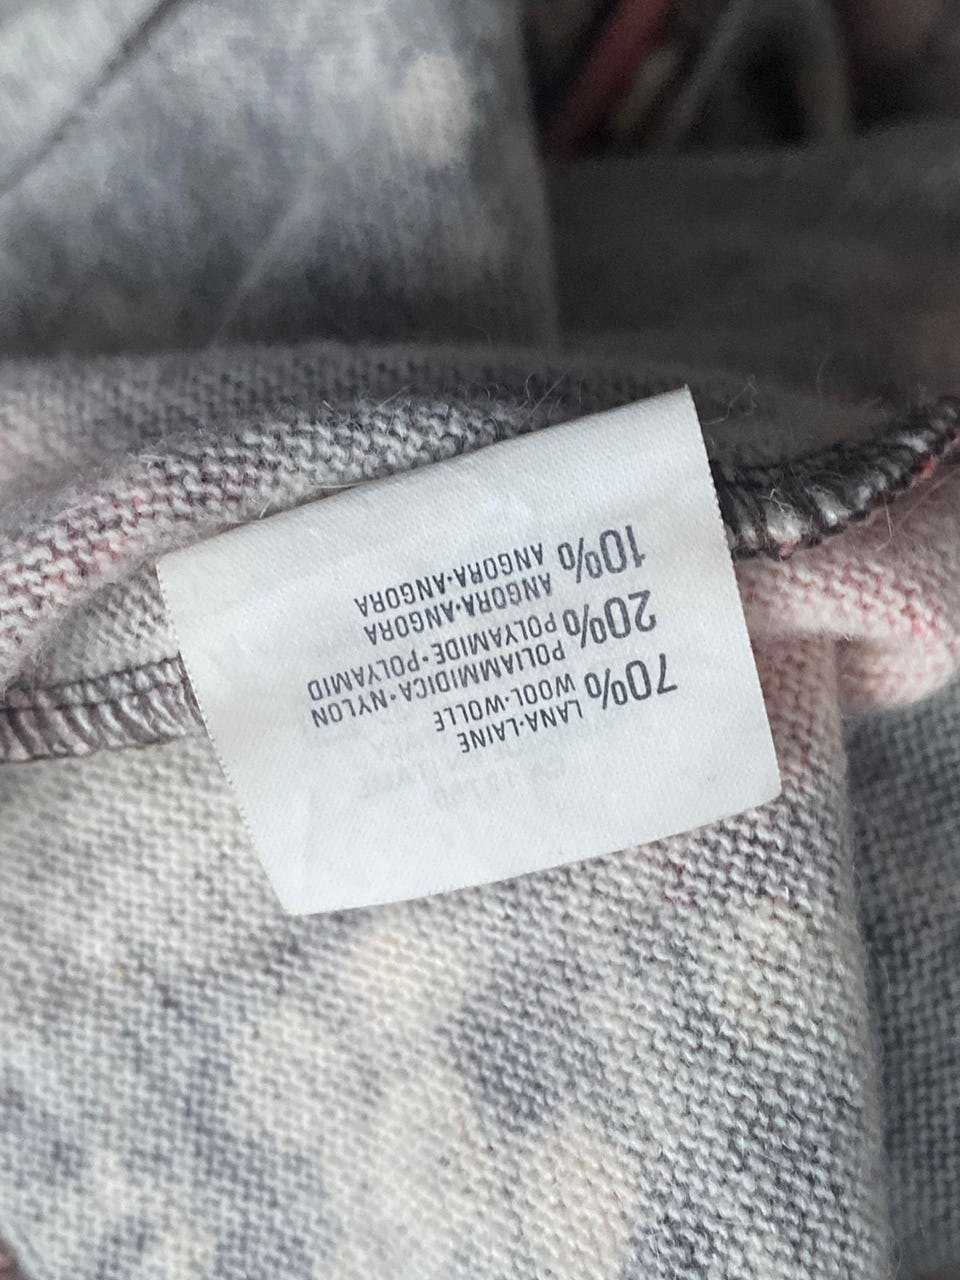 70% LANA·LAINE
WOOL·WOLLE
20% POLIAMMIDICA·NYLON
POLYAMIDE·POLYAMID
10% ANGORA·ANGORA
ANGORA·ANGORA